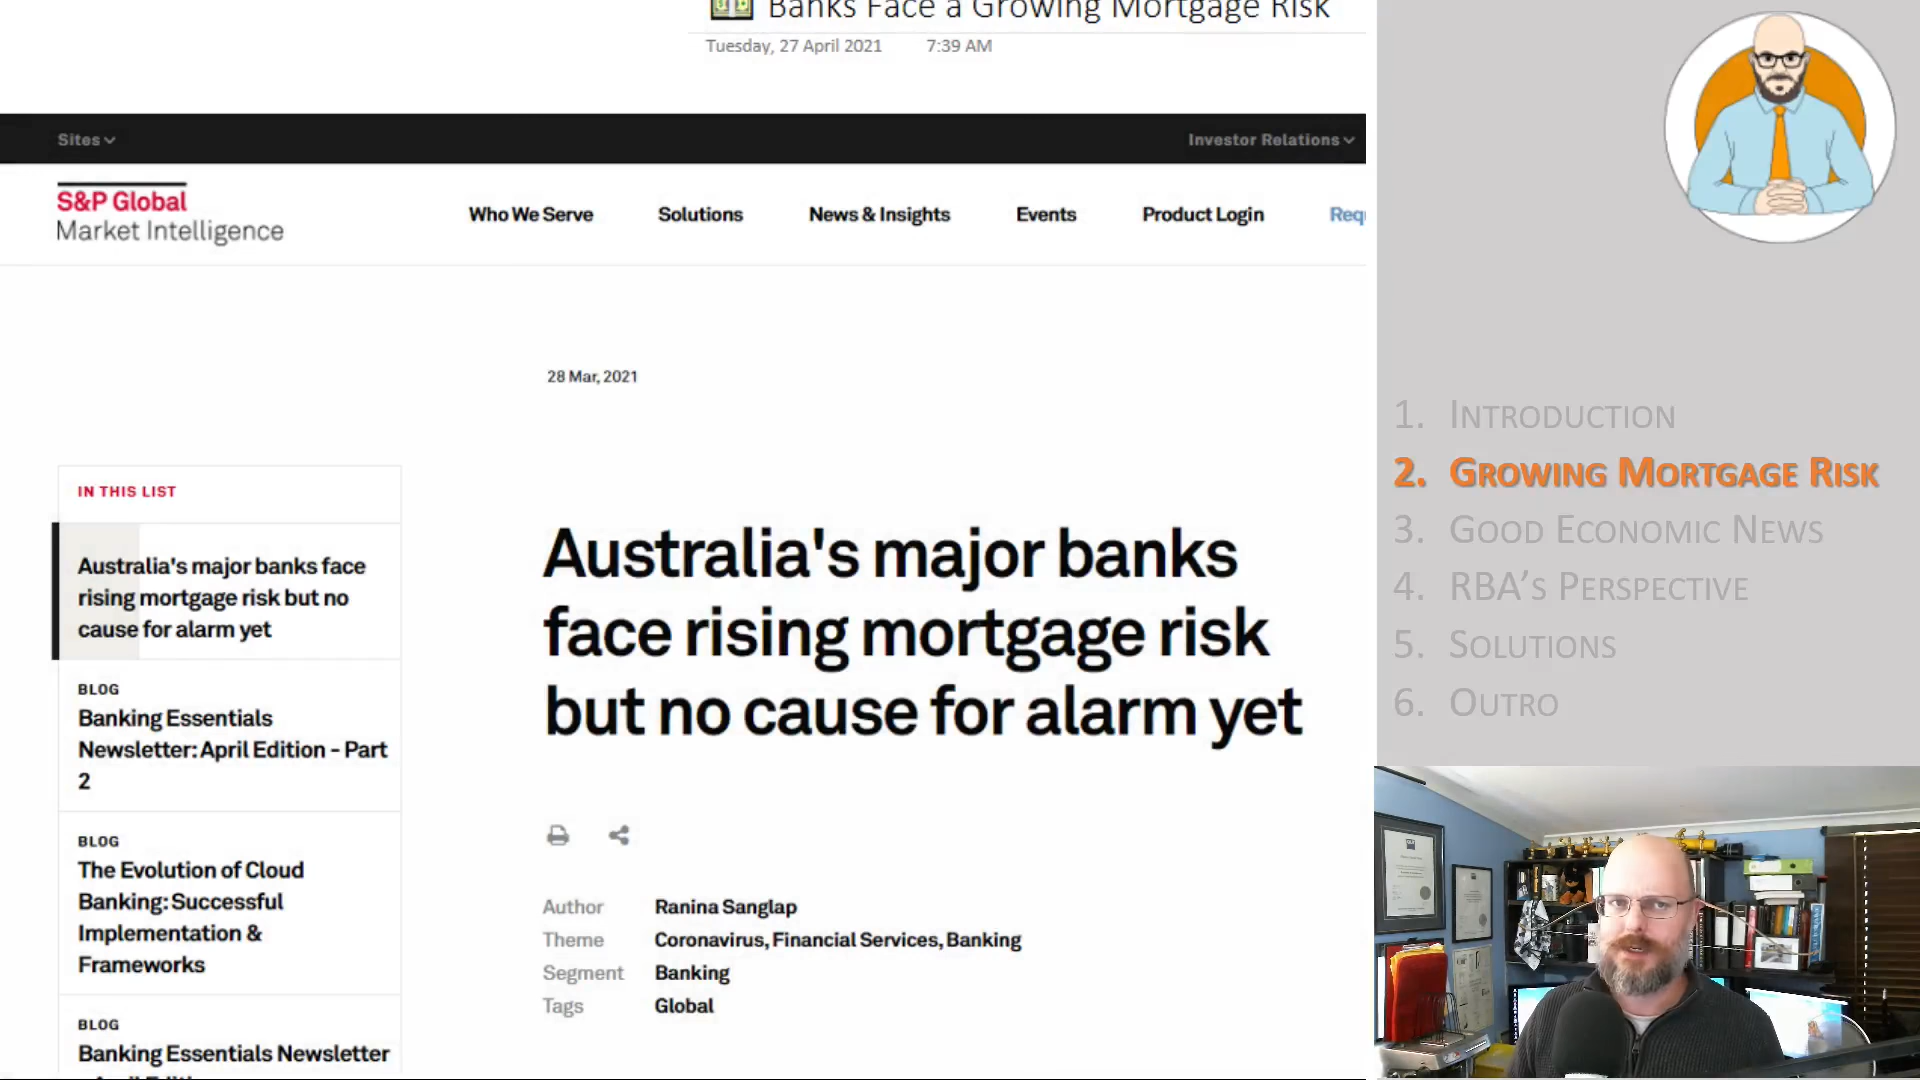 Banks Face a Growing Mortgage Risk
Tuesday, 27 April 2021 7:39 AM
Sites
Investor Relations
S&P Global
Market Intelligence
Who We Serve
Solutions
News & Insights
Events
Product Login
28 Mar, 2021
IN THIS LIST
Australia's major banks face
rising mortgage risk but no
cause for alarm yet
BLOG
Banking Essentials
Newsletter: April Edition - Part
2
BLOG
The Evolution of Cloud
Banking: Successful
Implementation &
Frameworks
BLOG
Banking Essentials Newsletter
Australia's major banks
face rising mortgage risk
but no cause for alarm yet
Author Ranina Sanglap
Theme Coronavirus, Financial Services, Banking
Segment Banking
Tags Global
1. Introduction
2. Growing Mortgage Risk
3. Good Economic News
4. RBA's Perspective
5. Solutions
6. Outro